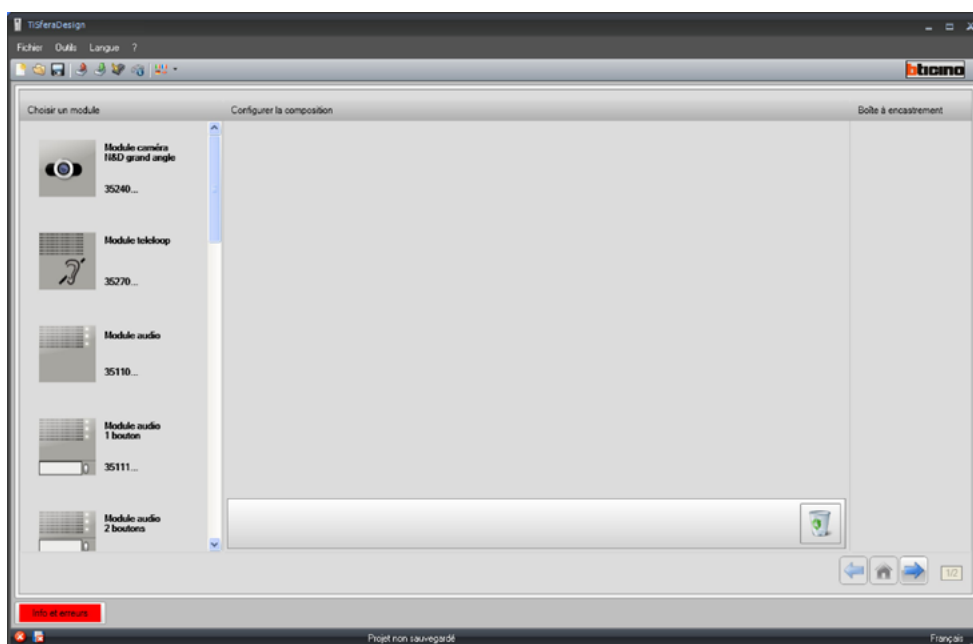 TiSferaDesign
Fichier Outils Langue ?
bticino
Choisir un module
Configurer la composition
Boîte à encastrement
Module caméra
N&D grand angle
35240...
Module teleloop
35270...
Module audio
35110...
Module audio
1 bouton
35111...
Module audio
2 boutons
1/2
Info et erreurs
Projet non sauvegardé
Français